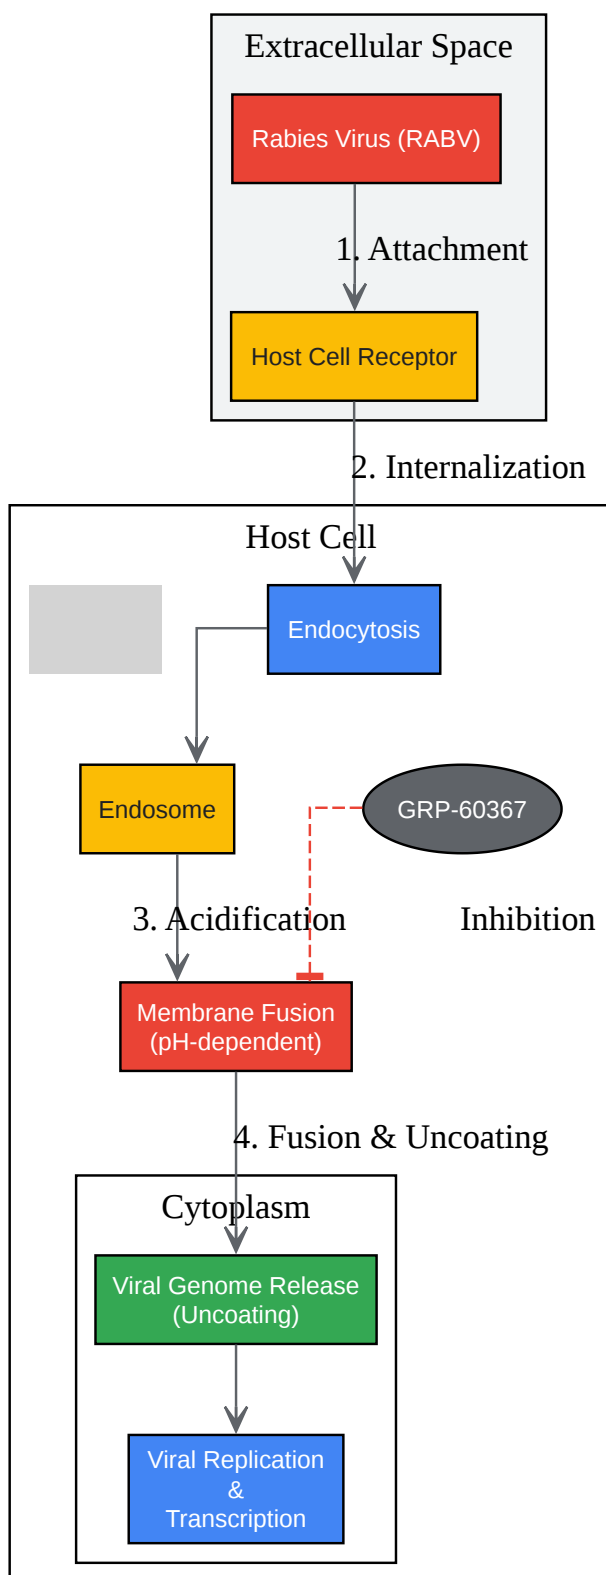 Extracellular Space
Rabies Virus (RABV)
1. Attachment
Host Cell Receptor
2. Internalization
Host Cell
Endocytosis
Endosome
GRP-60367
3. Acidification
Inhibition
Membrane Fusion
(pH-dependent)
4. Fusion & Uncoating
Cytoplasm
Viral Genome Release
(Uncoating)
Viral Replication
&
Transcription